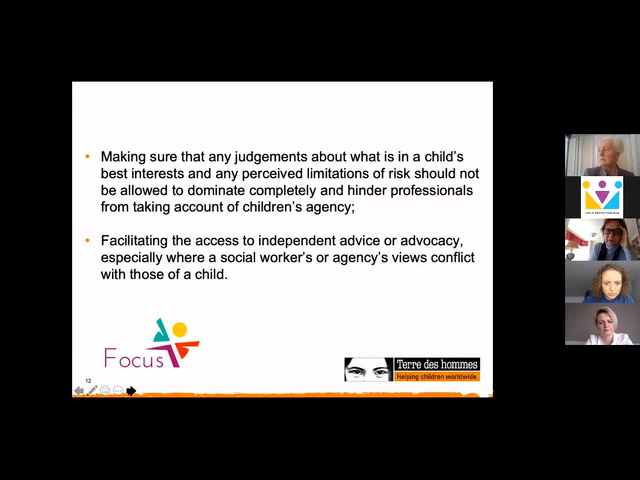 • Making sure that any judgements about what is in a child's
best interests and any perceived limitations of risk should not
be allowed to dominate completely and hinder professionals
from taking account of children's agency;
• Facilitating the access to independent advice or advocacy,
especially where a social worker's or agency's views conflict
with those of a child.
Focus
Terre des hommes
Helping children worldwide.
12
CHILD PROTECTION HUB